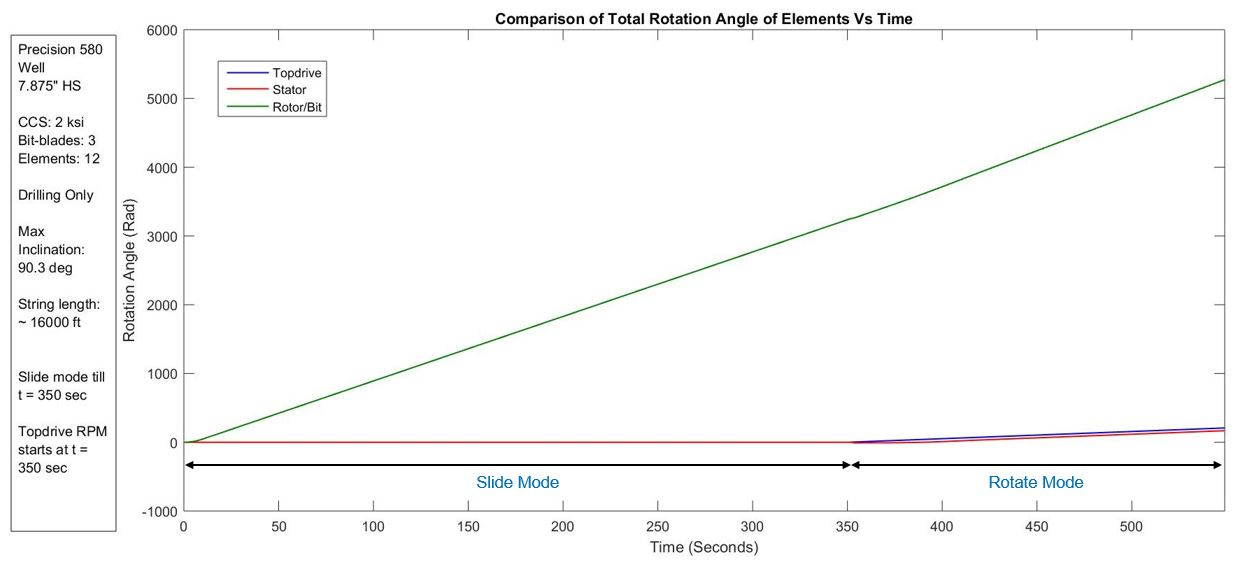 Comparison of Total Rotation Angle of Elements Vs Time
Precision 580
Well
7.875" HS
CCS: 2 ksi
Bit-blades: 3
Elements: 12
Drilling Only
Max
Inclination:
90.3 deg
String length:
~ 16000 ft
Slide mode till
t = 350 sec
Topdrive RPM
starts at t =
350 sec
Rotation Angle (Rad)
6000
5000
4000
3000
2000
1000
0
-1000
Topdrive
Stator
Rotor/Bit
Slide Mode
Rotate Mode
0
50
100
150
200
250
300
350
400
450
500
Time (Seconds)